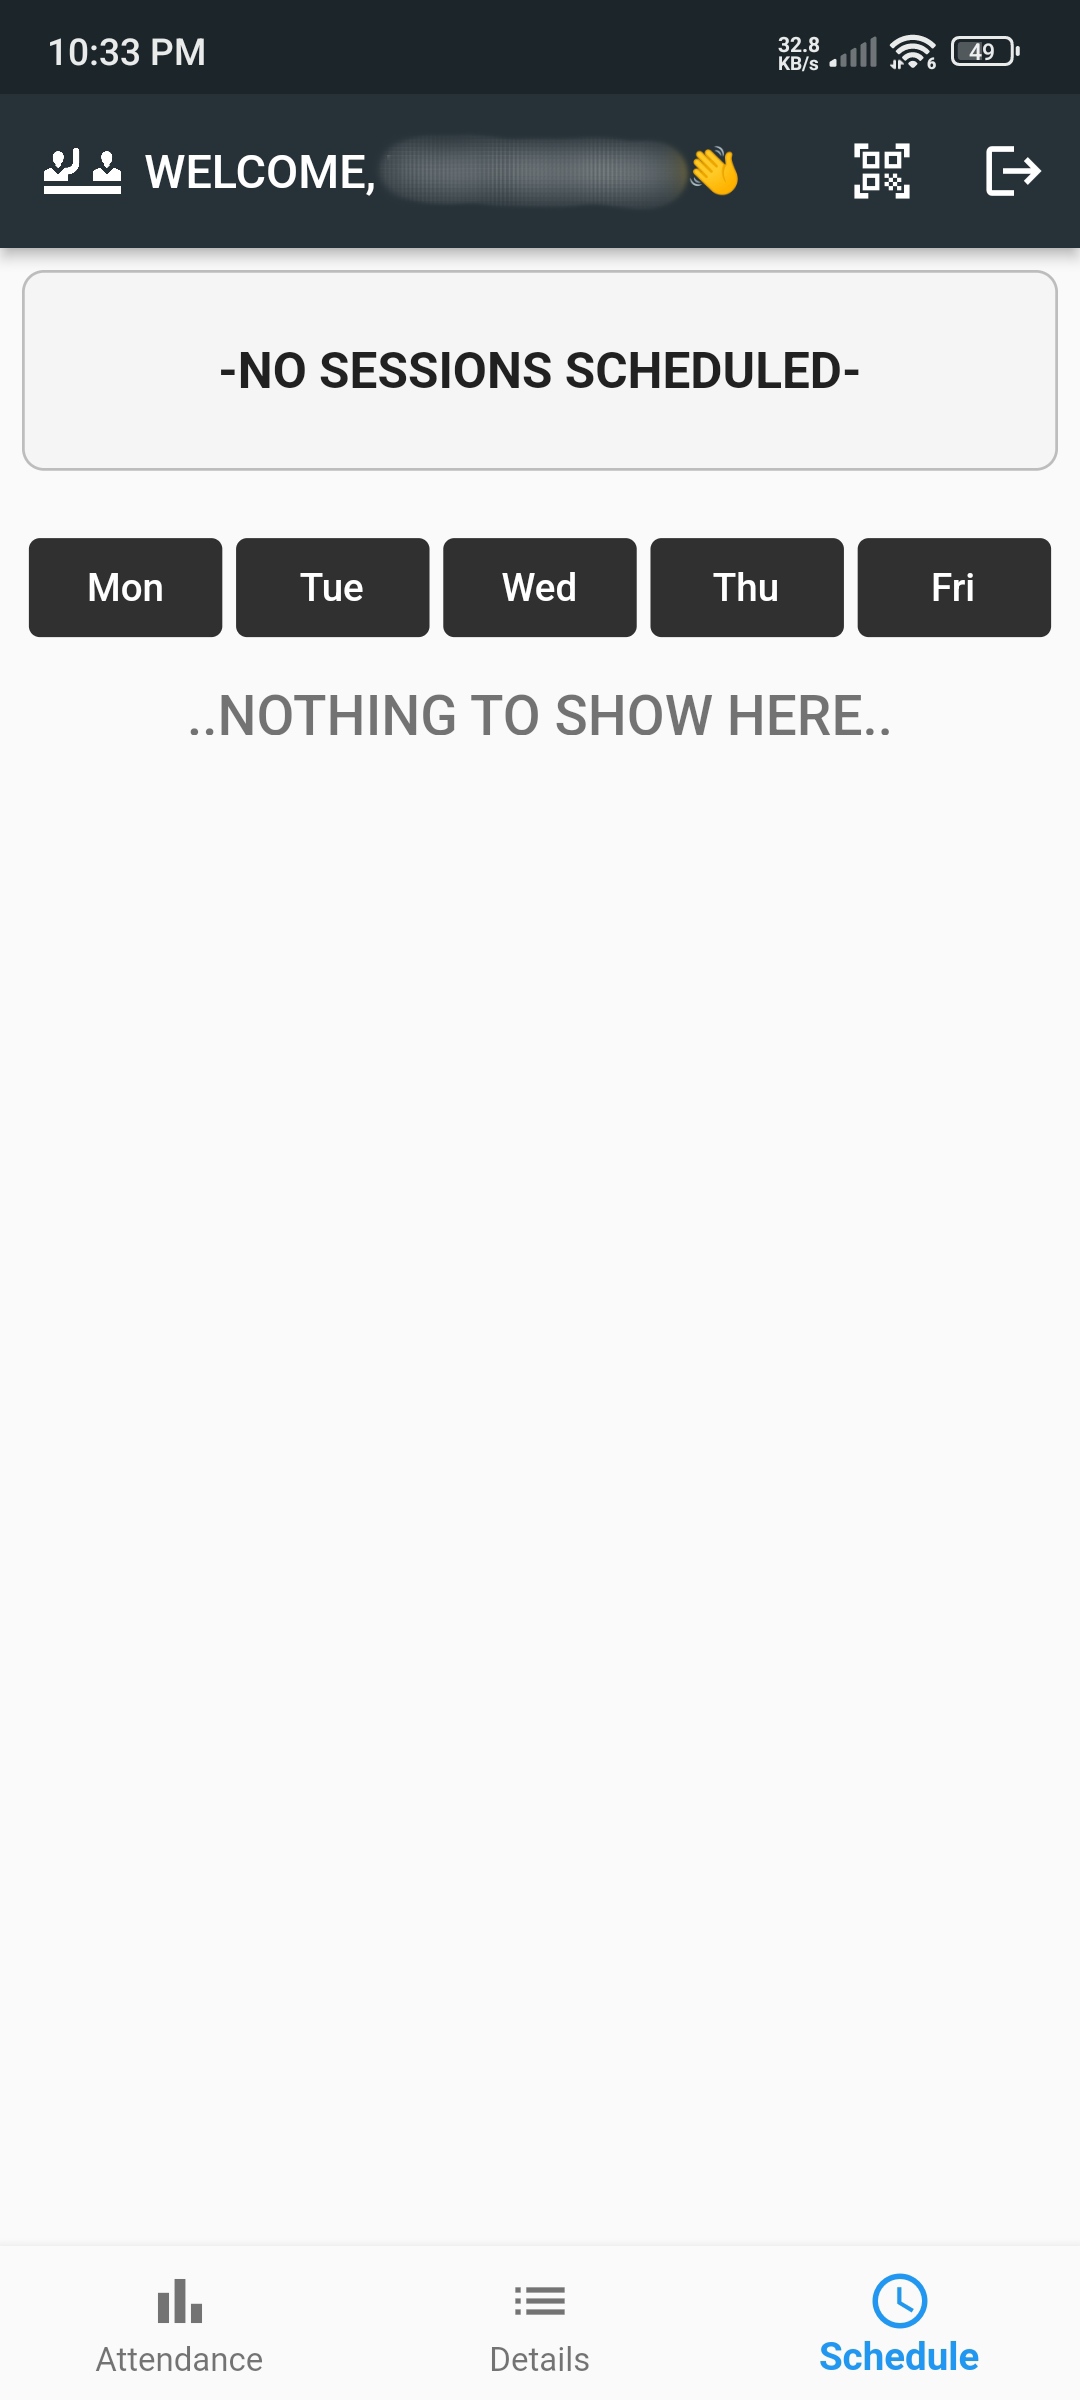 10:33 PM
32.8
KB/s
6
49
WELCOME, 👋
-NO SESSIONS SCHEDULED-
Mon Tue Wed Thu Fri
..NOTHING TO SHOW HERE..
Attendance Details Schedule